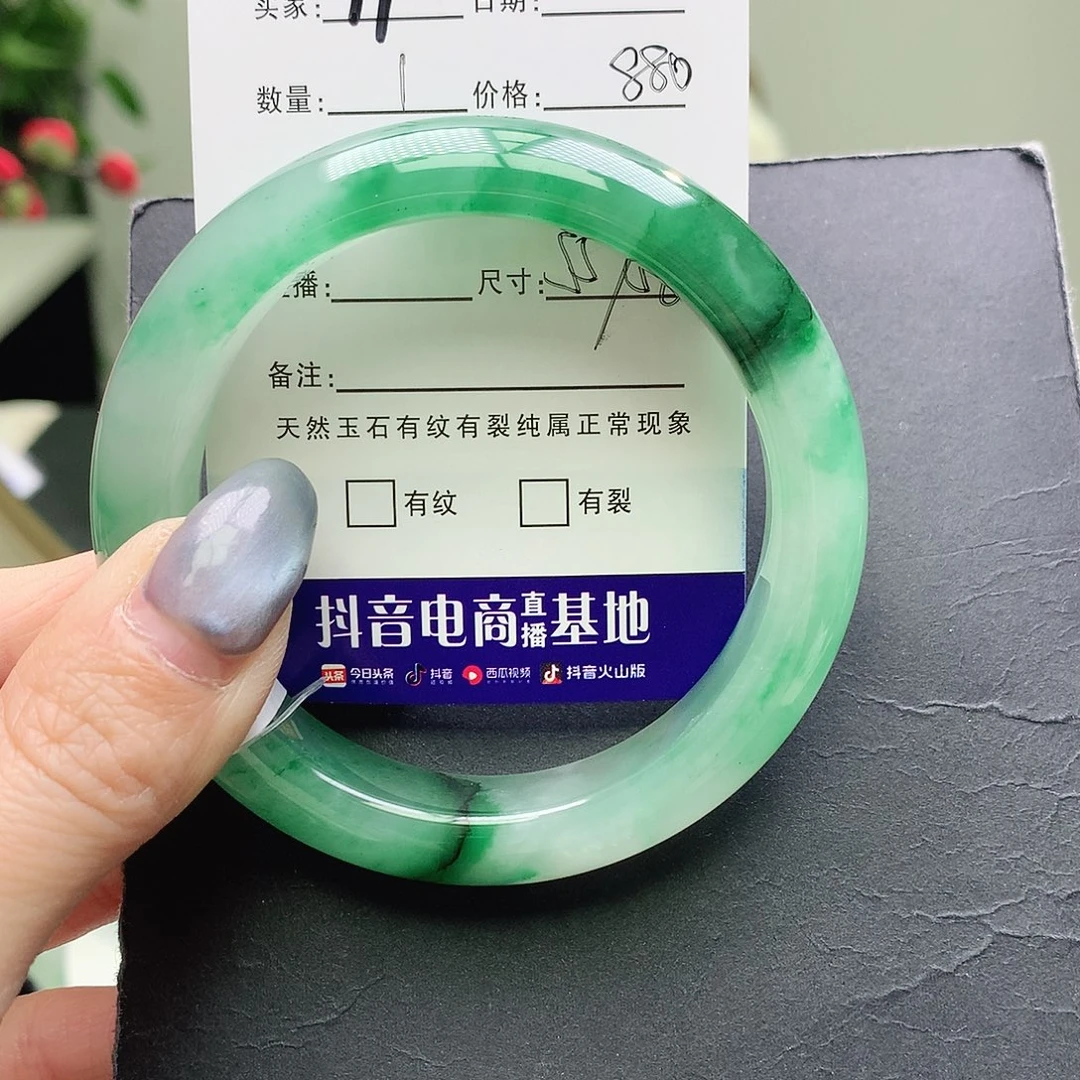 买家: 日期:
数量: 1 价格: 880
播: 尺寸:
备注:
天然玉石有纹有裂纯属正常现象
有纹 有裂
抖音电商直播基地
头条 今日头条 抖音 西瓜视频 抖音火山版